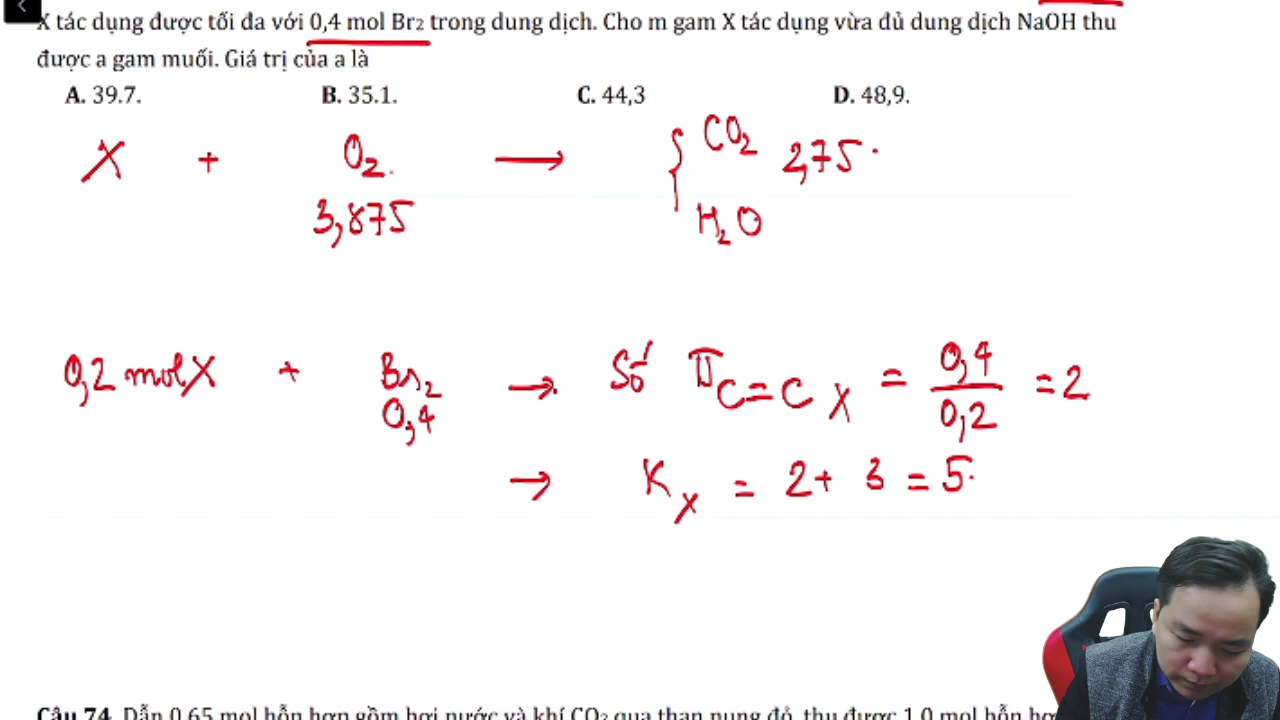 X tác dụng được tối đa với 0,4 mol Br₂ trong dung dịch. Cho m gam X tác dụng vừa đủ dung dịch NaOH thu
được a gam muối. Giá trị của a là
A. 39.7. B. 35.1. C. 44,3 D. 48,9.
X + O₂ → { CO₂ 2,75.
3,875 H₂O
0,2 mol X + Br₂ → Số π C=C X = 0,4 / 0,2 = 2
0,4
→ K X = 2 + 3 = 5.
Câu 74. Dẫn 0,65 mol hỗn hợp gồm hơi nước và khí CO₂ qua than nung đỏ, thu được 1,0 mol hỗn hợ